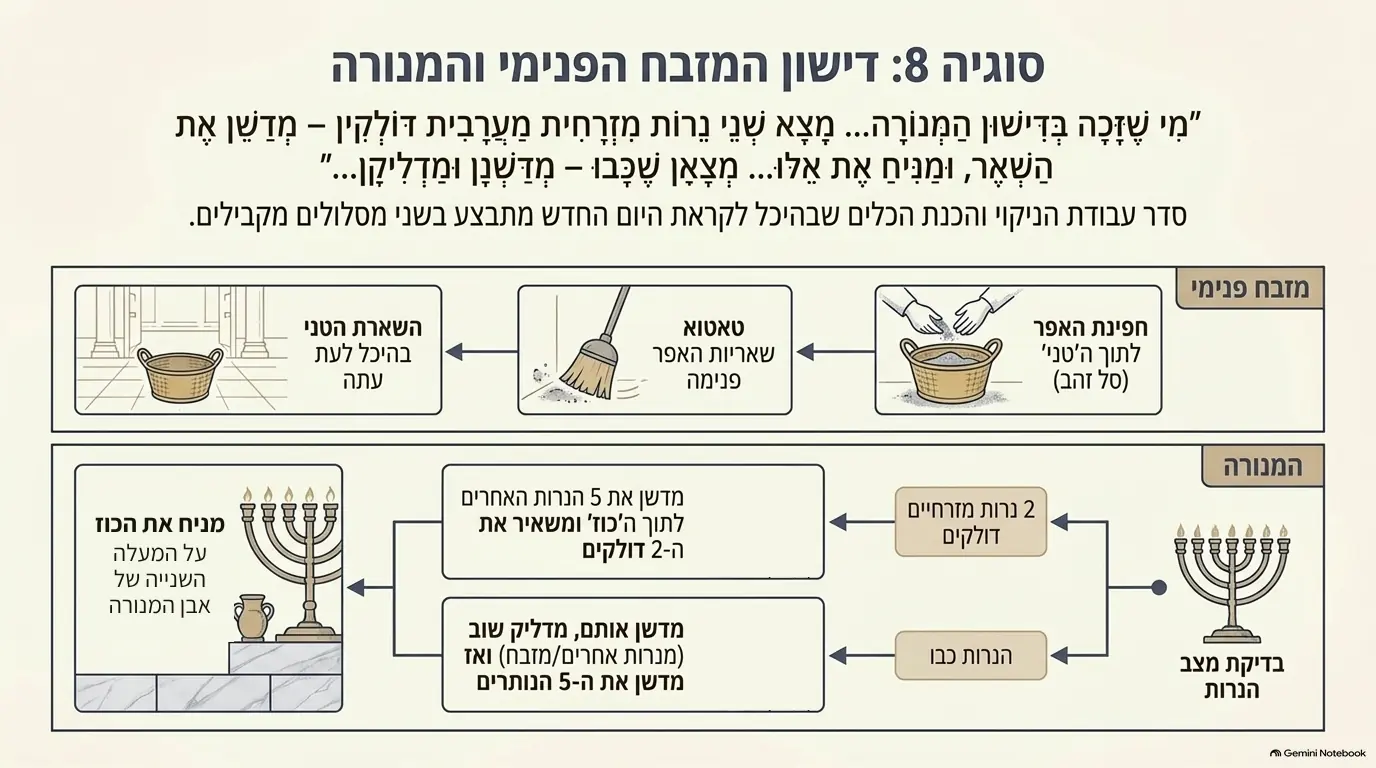 סוגיה 8: דישון המזבח הפנימי והמנורה
"מִי שֶׁזָּכָה בְּדִישׁוּן הַמְּנוֹרָה... מָצָא שְׁנֵי נֵרוֹת מִזְרָחִית מַעֲרָבִית דּוֹלְקִין – מְדַשֵּׁן אֶת
הַשְּׁאָר, וּמַנִּיחַ אֶת אֵלּוּ... מְצָאָן שֶׁכָּבוּ – מְדַּשְּׁנָן וּמַדְלִיקָן..."
סדר עבודת הניקוי והכנת הכלים שבהיכל לקראת היום החדש מתבצע בשני מסלולים מקבילים.
מזבח פנימי
חפינת האפר
לתוך ה'טני'
(סל זהב)
טאטוא
שאריות האפר
פנימה
השארת הטני
בהיכל לעת
עתה
המנורה
בדיקת מצב
הנרות
2 נרות מזרחיים
דולקים
מדשן את 5 הנרות האחרים
לתוך ה'כוז' ומשאיר את
ה-2 דולקים
הנרות כבו
מדשן אותם, מדליק שוב
(מנרות אחרים/מזבח) ואז
מדשן את ה-5 הנותרים
מניח את הכוז
על המעלה
השנייה של
אבן המנורה
Gemini Notebook